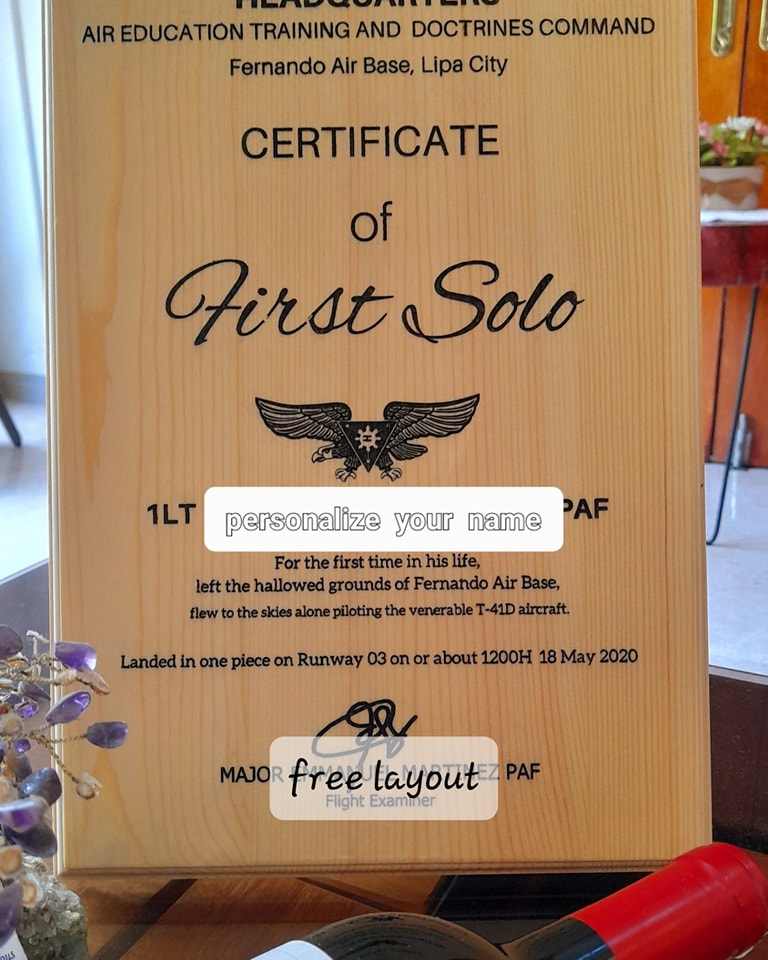 HEADQUARTERS
AIR EDUCATION TRAINING AND DOCTRINES COMMAND
Fernando Air Base, Lipa City
CERTIFICATE
of
First Solo
1LT personalize your name PAF
For the first time in his life,
left the hallowed grounds of Fernando Air Base,
flew to the skies alone piloting the venerable T-41D aircraft.
Landed in one piece on Runway 03 on or about 1200H 18 May 2020
MAJOR EMMANUEL MARTINEZ PAF
free layout
Flight Examiner